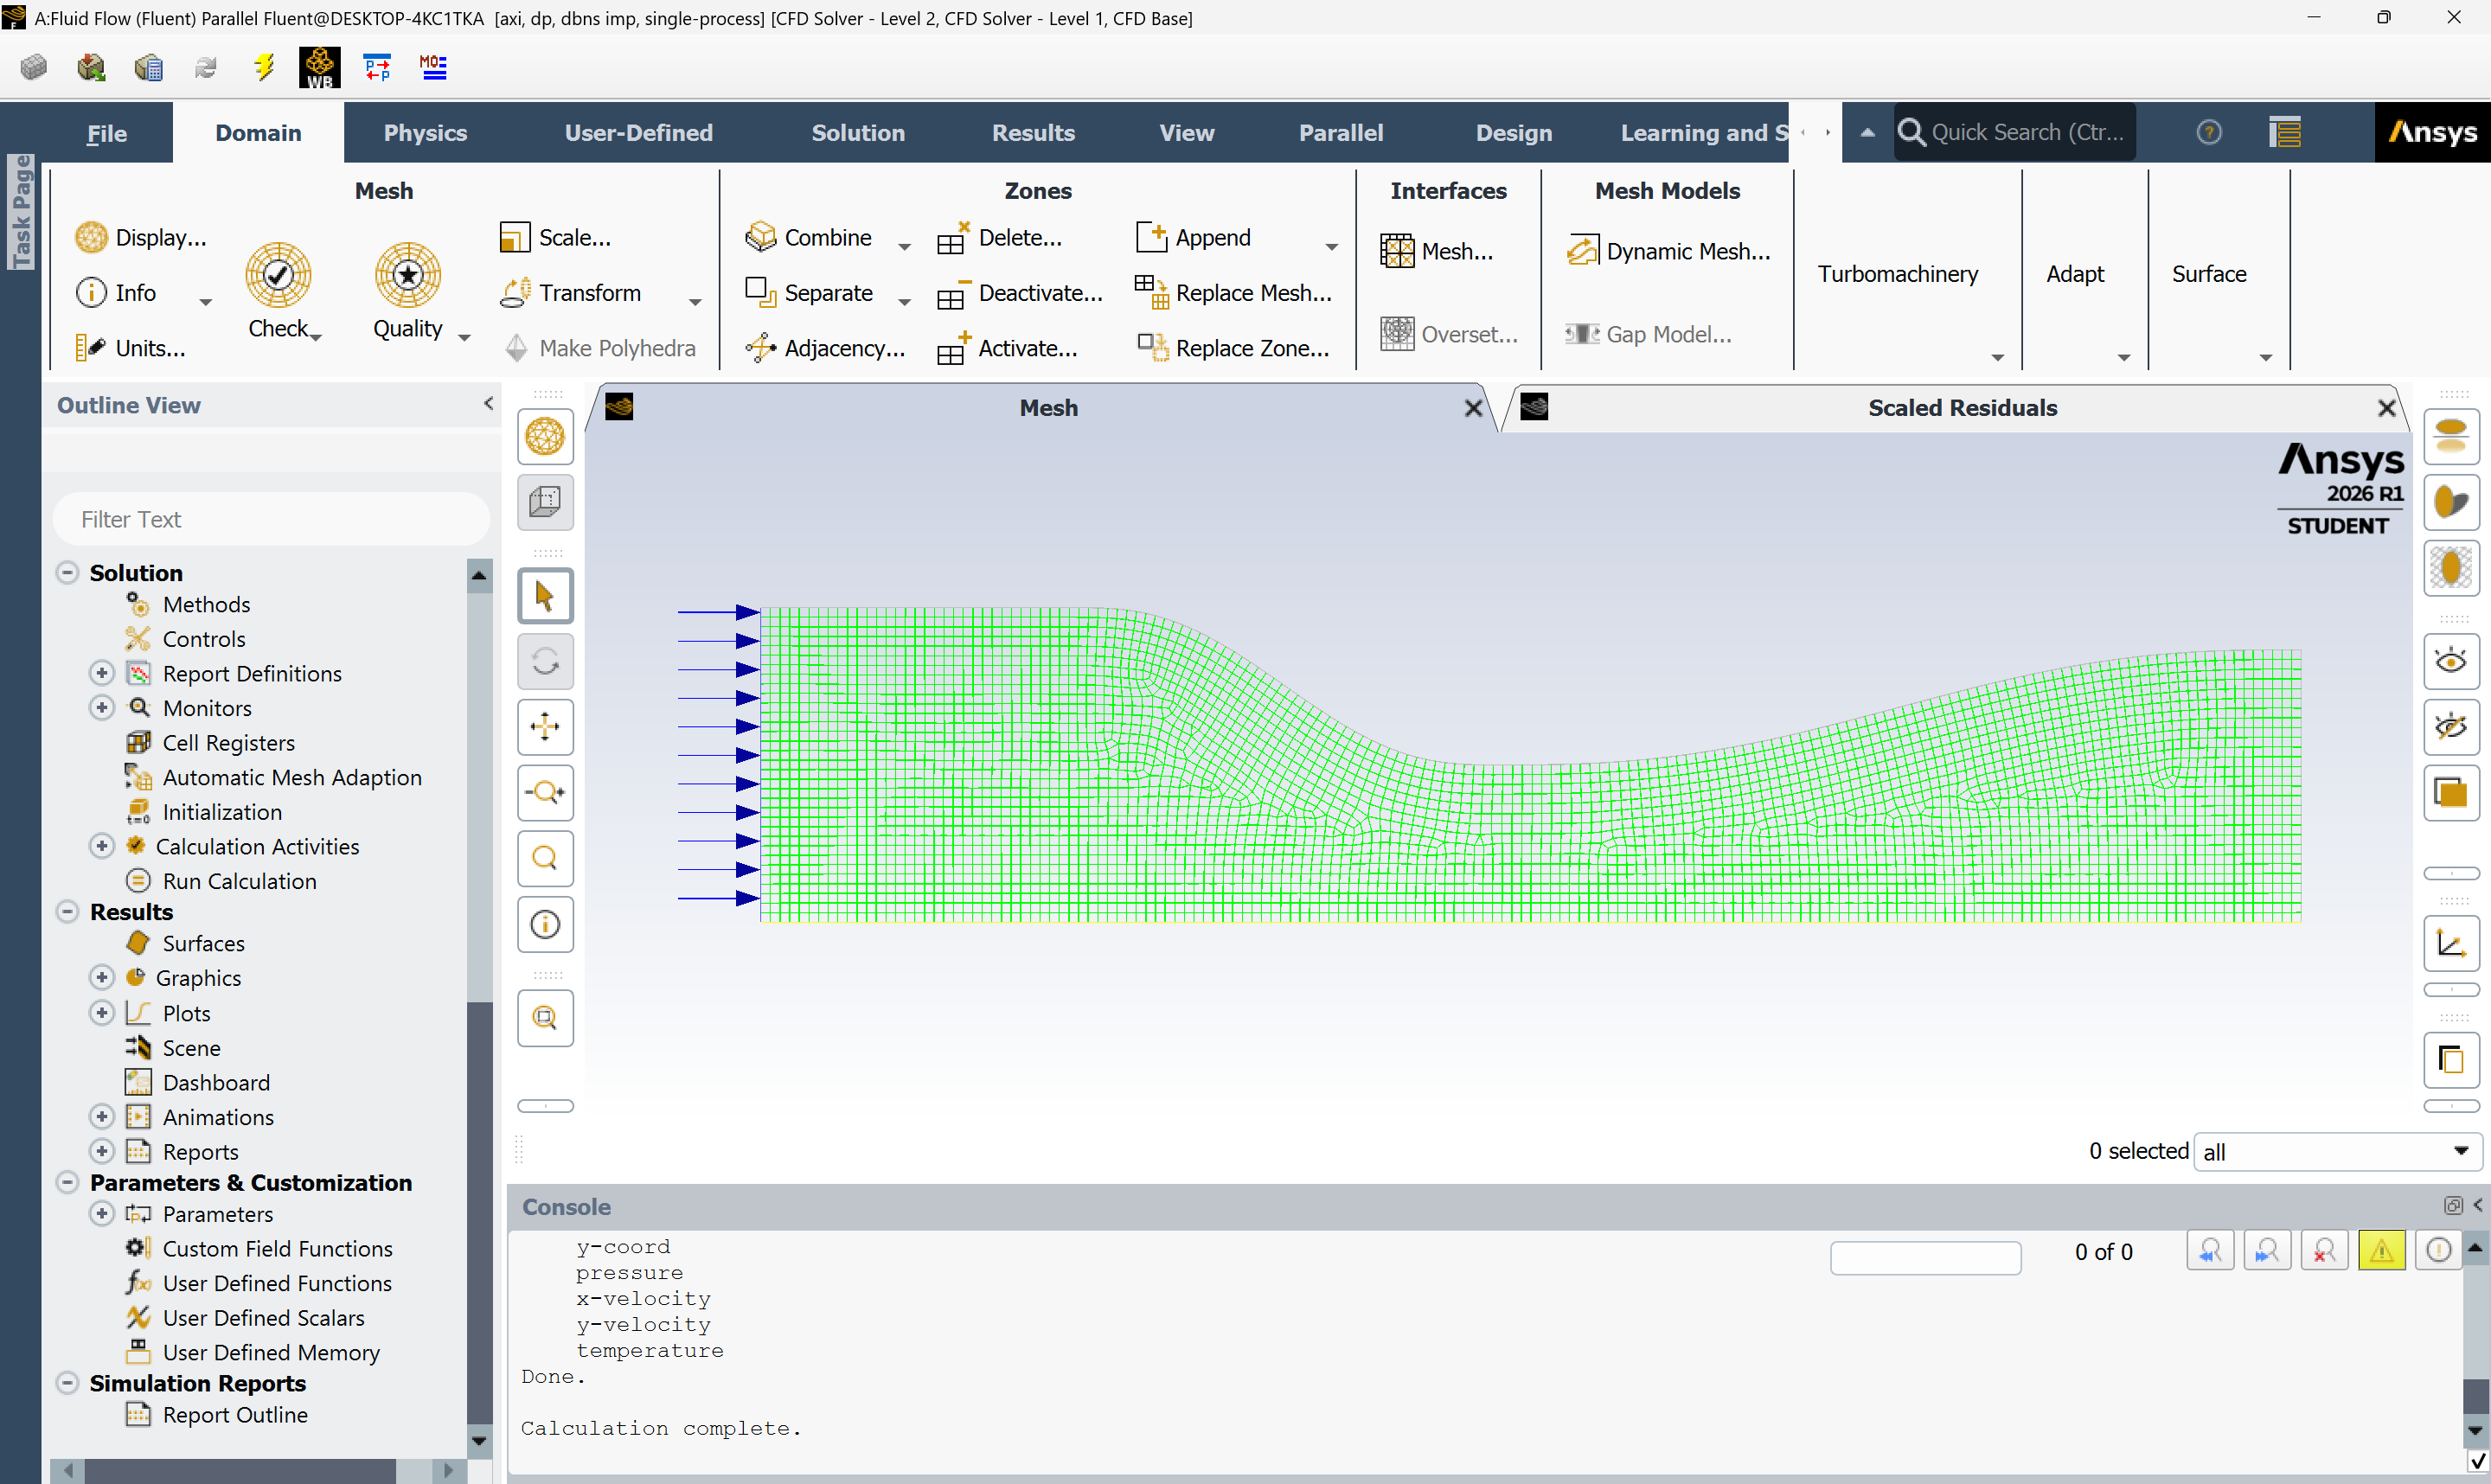 A:Fluid Flow (Fluent) Parallel Fluent@DESKTOP-4KC1TKA [axi, dp, dbns imp, single-process] [CFD Solver - Level 2, CFD Solver - Level 1, CFD Base]
WB
File
Domain
Physics
User-Defined
Solution
Results
View
Parallel
Design
Learning and S
Quick Search (Ctr...
Ansys
Task Page
Mesh
Display...
Info
Units...
Check
Quality
Scale...
Transform
Make Polyhedra
Zones
Combine
Separate
Adjacency...
Delete...
Deactivate...
Activate...
Append
Replace Mesh...
Replace Zone...
Interfaces
Mesh...
Overset...
Mesh Models
Dynamic Mesh...
Gap Model...
Turbomachinery
Adapt
Surface
Outline View
Filter Text
Solution
Methods
Controls
Report Definitions
Monitors
Cell Registers
Automatic Mesh Adaption
Initialization
Calculation Activities
Run Calculation
Results
Surfaces
Graphics
Plots
Scene
Dashboard
Animations
Reports
Parameters & Customization
Parameters
Custom Field Functions
User Defined Functions
User Defined Scalars
User Defined Memory
Simulation Reports
Report Outline
Mesh
Scaled Residuals
Ansys
2026 R1
STUDENT
0 selected
all
Console
0 of 0
y-coord
pressure
x-velocity
y-velocity
temperature
Done.
Calculation complete.